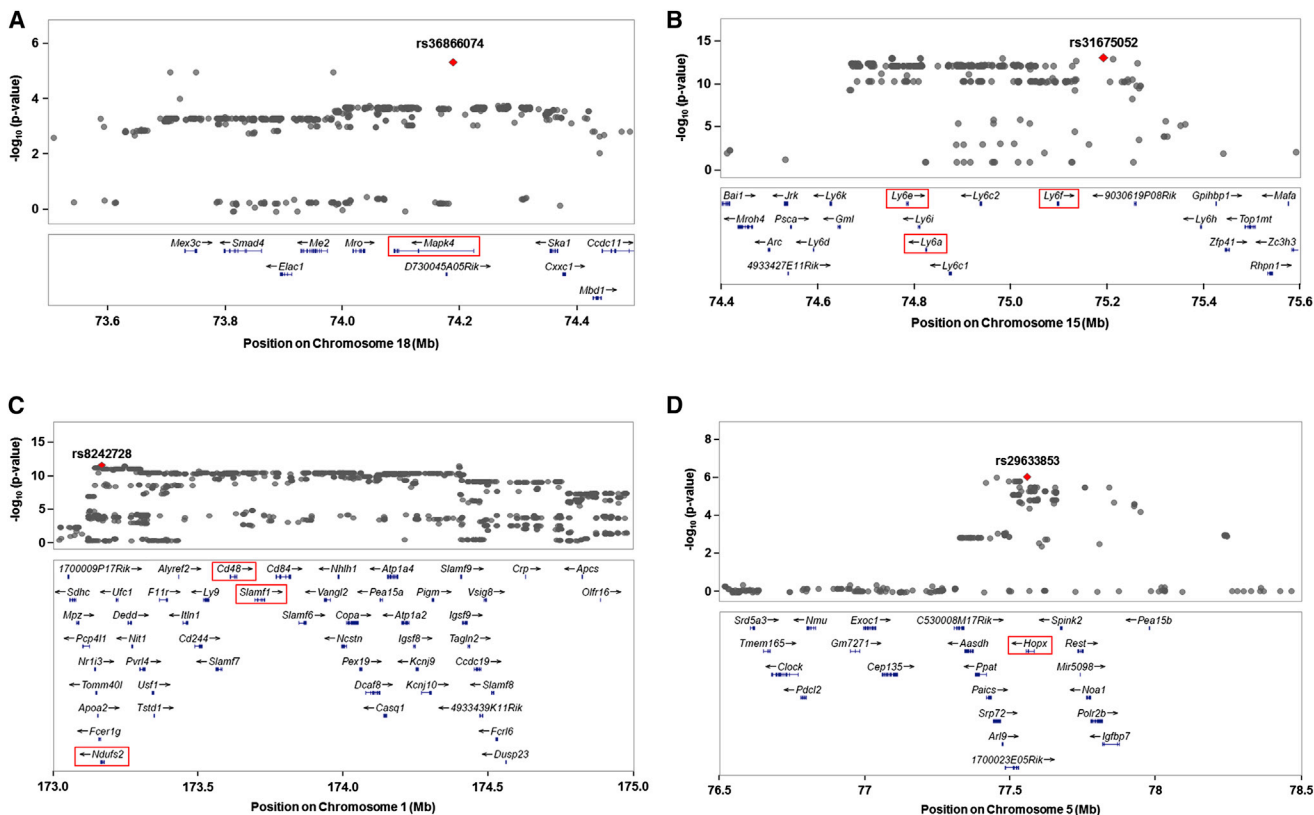 A
rs36866074
-log10 (p-value)
6
4
2
0
Mex3c→ ←Smad4 ←Me2 Mro→ ←Mapk4 Ska1→ Ccdc11→
←Elac1 D730045A05Rik→ Cxxc1→
Mbd1→
73.6 73.8 74.0 74.2 74.4
Position on Chromosome 18 (Mb)
B
rs31675052
-log10 (p-value)
15
10
5
0
Bai1→ ←Jrk ←Ly6k ←Ly6e→ ←Ly6c2 Ly6f→ ←9030619P08Rik Gpihbp1→ ←Mafa
←Mroh4 Psca→ ←Gml ←Ly6i ←Ly6h ←Top1mt
←Arc ←Ly6d ←Ly6a Zfp41→ Zc3h3→
4933427E11Rik→ ←Ly6c1 Rhpn1→
74.4 74.6 74.8 75.0 75.2 75.4 75.6
Position on Chromosome 15 (Mb)
C
rs8242728
-log10 (p-value)
15
10
5
0
1700009P17Rik→ Alyref2→ ←Cd48 Cd84→ ←Nhlh1 ←Atp1a4 Slamf9→ Crp→ Apcs→
←Sdhc ←Ufc1 F11r→ ←Ly9 Slamf1→ ←Vangl2 ←Pea15a Pigm→ ←Vsig8 Olfr16→
Mpz→ Dedd→ ←Itln1 Slamf6→ Copa→ ←Atp1a2 Igsf9→
←Pcp4l1 ←Nit1 Cd244→ ←Ncstn Igsf8→ Tagln2→
Nr1i3→ Pvrl4→ ←Slamf7 Pex19→ Kcnj9→ Ccdc19→
←Tomm40l Usf1→ Dcaf8→ Kcnj10→ ←Slamf8
Apoa2→ Tstd1→ ←Casq1 4933439K11Rik
←Fcer1g ←Fcrl6
←Ndufs2 ←Dusp23
173.0 173.5 174.0 174.5 175.0
Position on Chromosome 1 (Mb)
D
rs29633853
-log10 (p-value)
8
6
4
2
0
Srd5a3→ ←Nmu Exoc1→ C530008M17Rik→ ←Spink2 Pea15b→
Tmem165→ Gm7271→ ←Aasdh ←Hopx→ Rest→
←Clock Cep135→ ←Ppat Mir5098→
←Pdcl2 Paics→ ←Noa1
Srp72→ Polr2b→
Arl9→ ←Igfbp7
1700023E05Rik→
76.5 77 77.5 78 78.5
Position on Chromosome 5 (Mb)